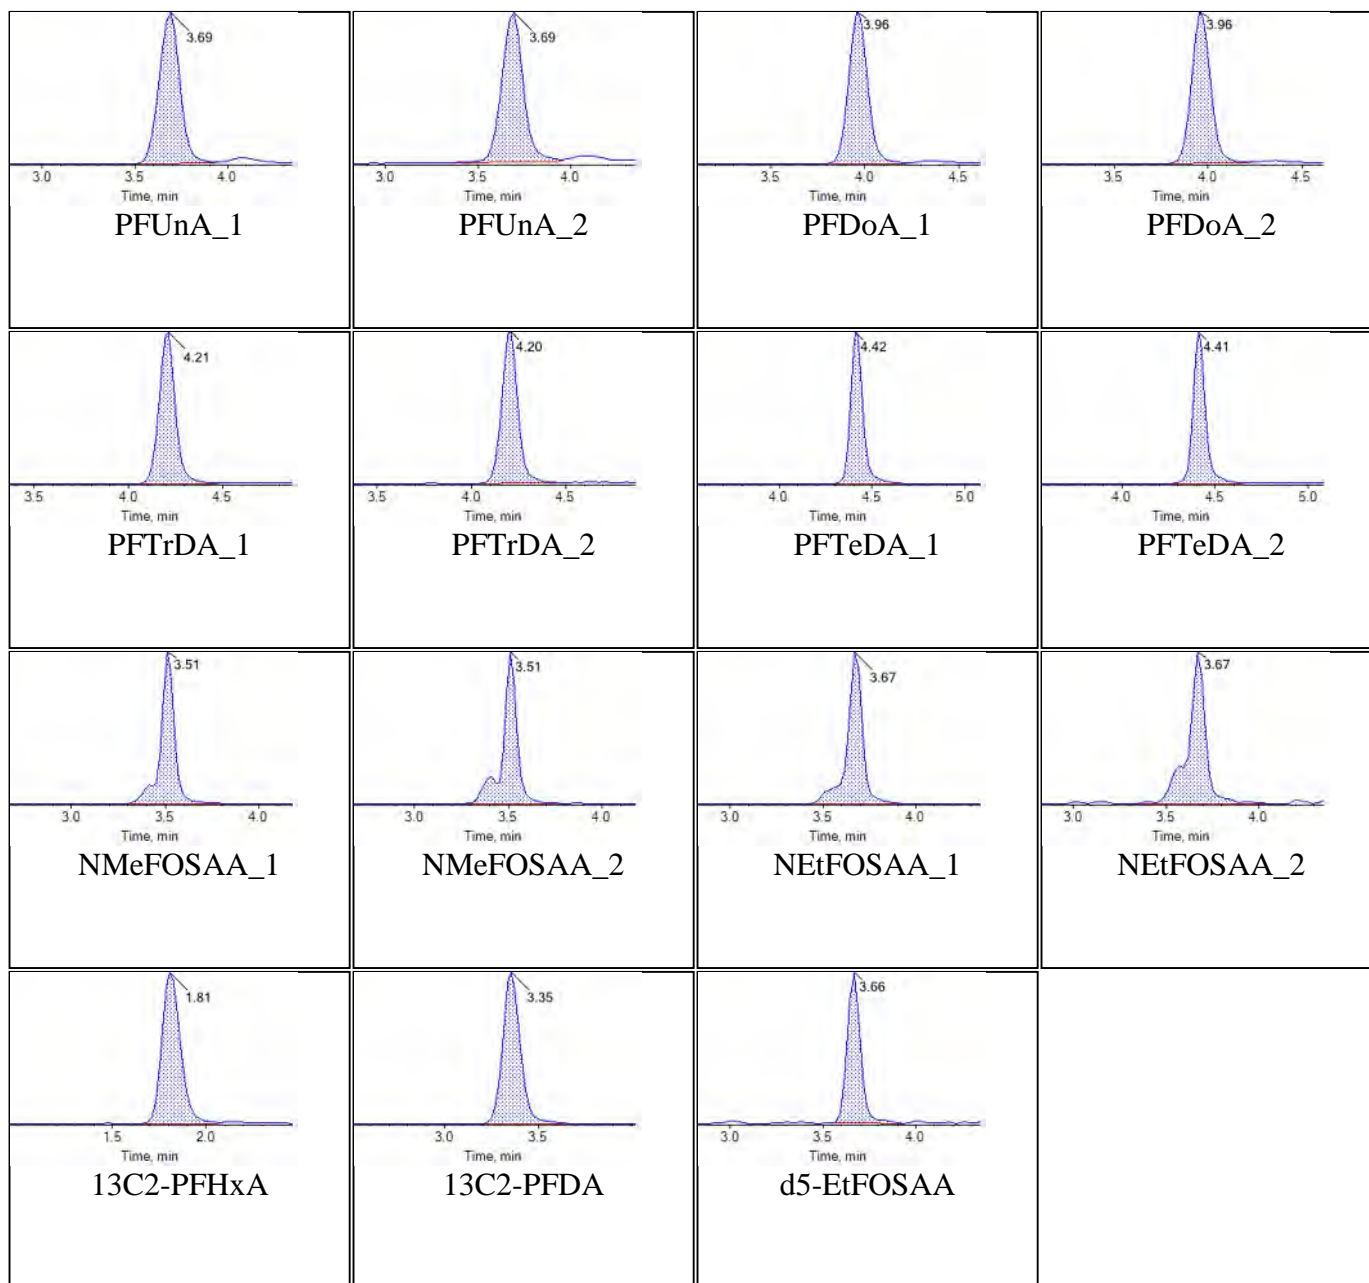 3.69
3.0 3.5 4.0
Time, min
PFUnA_1
3.69
3.0 3.5 4.0
Time, min
PFUnA_2
3.96
3.5 4.0 4.5
Time, min
PFDoA_1
3.96
3.5 4.0 4.5
Time, min
PFDoA_2
4.21
3.5 4.0 4.5
Time, min
PFTrDA_1
4.20
3.5 4.0 4.5
Time, min
PFTrDA_2
4.42
4.0 4.5 5.0
Time, min
PFTeDA_1
4.41
4.0 4.5 5.0
Time, min
PFTeDA_2
3.51
3.0 3.5 4.0
Time, min
NMeFOSAA_1
3.51
3.0 3.5 4.0
Time, min
NMeFOSAA_2
3.67
3.0 3.5 4.0
Time, min
NEtFOSAA_1
3.67
3.0 3.5 4.0
Time, min
NEtFOSAA_2
1.81
1.5 2.0
Time, min
13C2-PFHxA
3.35
3.0 3.5
Time, min
13C2-PFDA
3.66
3.0 3.5 4.0
Time, min
d5-EtFOSAA